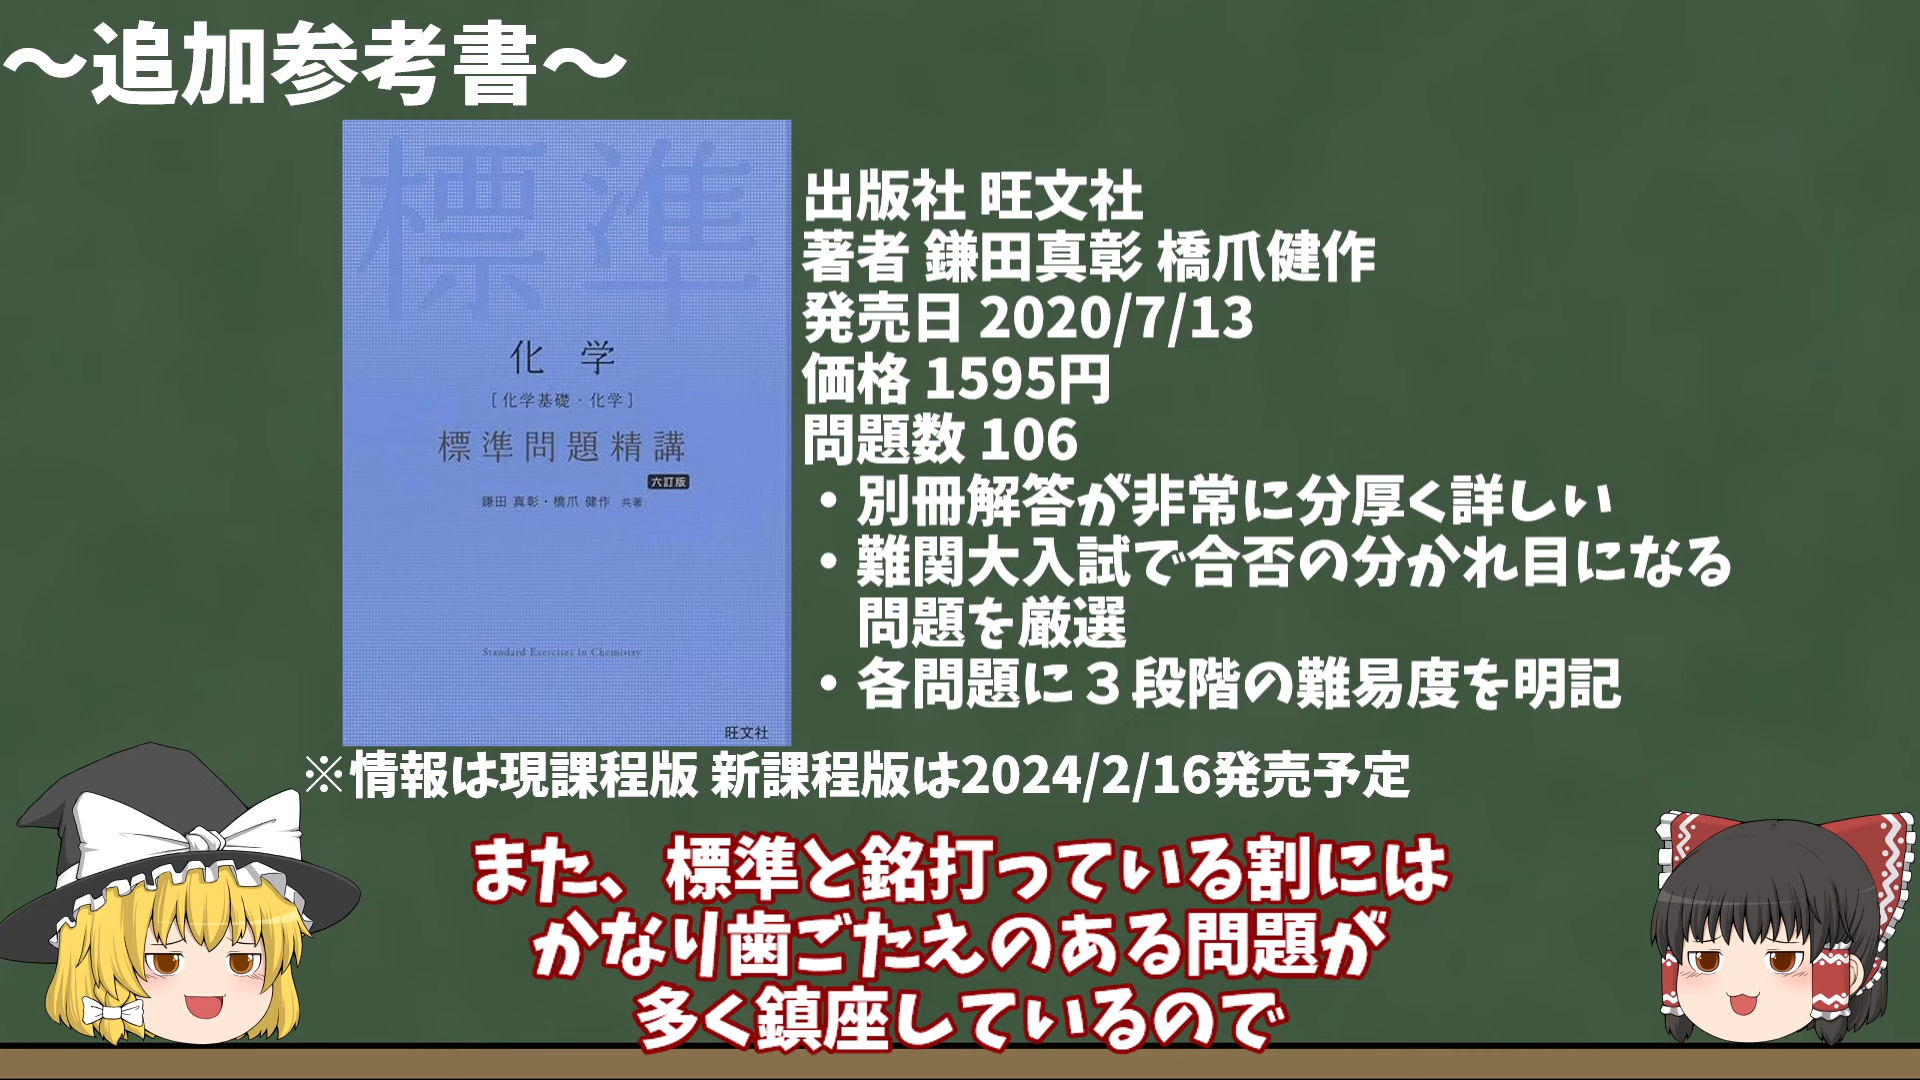 ～追加参考書～
標準
化学
［化学基礎・化学］
標準問題精講
六訂版
鎌田 真彰・橋爪 健作 共著
Standard Exercises in Chemistry
旺文社
出版社 旺文社
著者 鎌田真彰 橋爪健作
発売日 2020/7/13
価格 1595円
問題数 106
・別冊解答が非常に分厚く詳しい
・難関大入試で合否の分かれ目になる
問題を厳選
・各問題に３段階の難易度を明記
※情報は現課程版 新課程版は2024/2/16発売予定
また、標準と銘打っている割には
かなり歯ごたえのある問題が
多く鎮座しているので